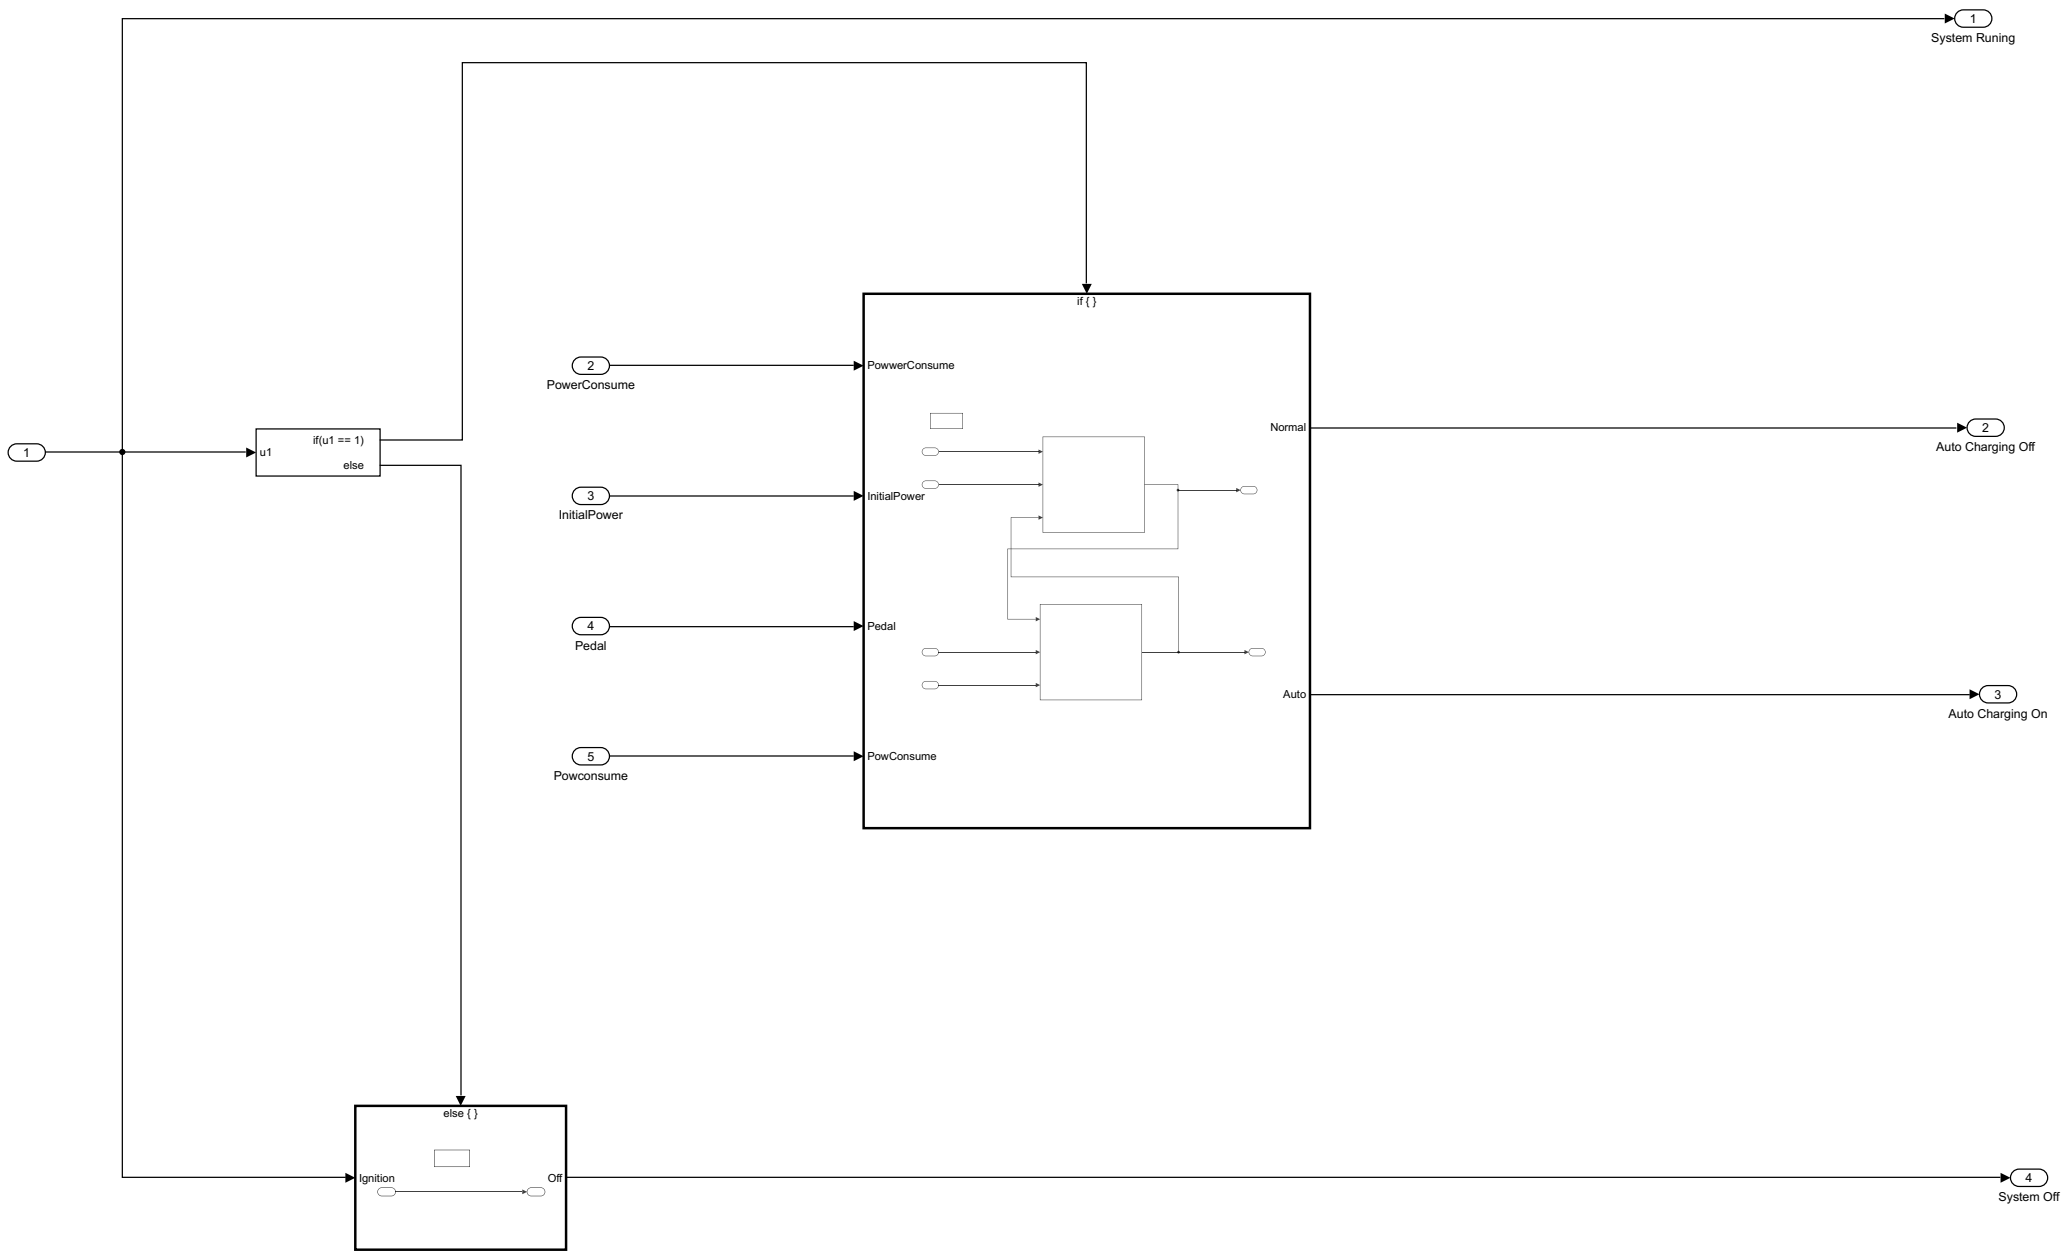 1
System Runing
if { }
2
PowerConsume
PowwerConsume
Normal
2
Auto Charging Off
1
u1
if(u1 == 1)
else
3
InitialPower
InitialPower
4
Pedal
Pedal
Auto
3
Auto Charging On
5
Powconsume
PowConsume
else { }
Ignition
Off
4
System Off